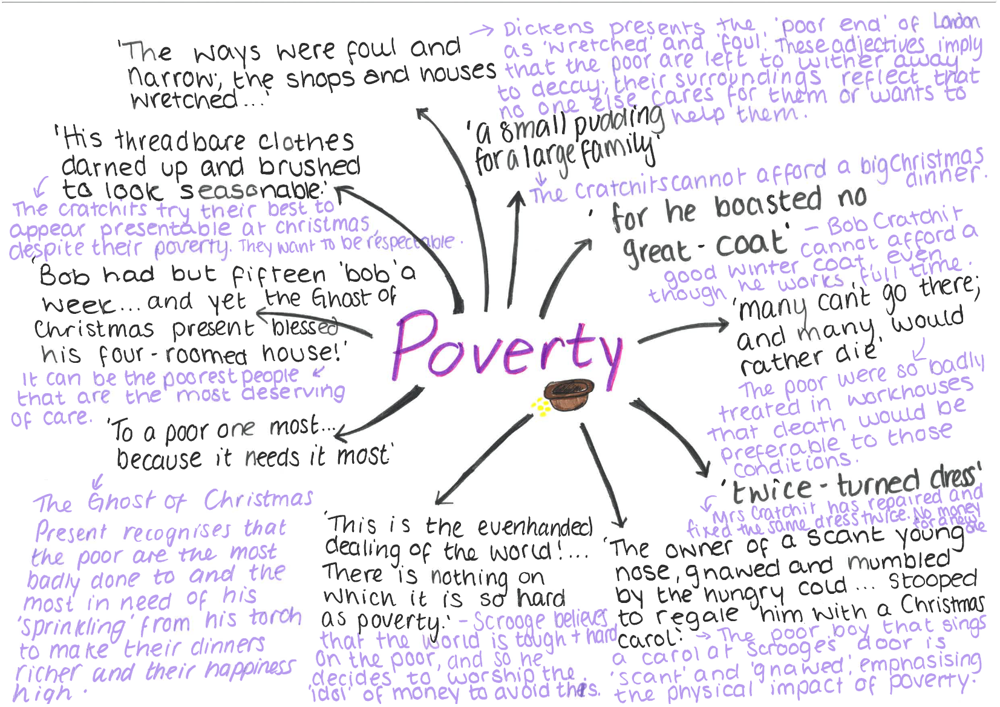 'The ways were foul and
narrow; the shops and houses
wretched...'
→ Dickens presents the 'poor end' of London
as 'wretched' and 'foul'. These adjectives imply
that the poor are left to wither away
to decay; their surroundings reflect that
no one else cares for them or wants to
help them.
'a small pudding
for a large family'
The Cratchits cannot afford a big Christmas
dinner.
'for he boasted no
great-coat' - Bob Cratchit
cannot afford a
good winter coat, even
though he works full time.
'many can't go there;
and many would
rather die'
The poor were so badly
treated in workhouses
that death would be
preferable to those
conditions.
'twice-turned dress'
Mrs Cratchit has repaired and
fixed the same dress twice. No money
for a new
one
'The owner of a scant young
nose, gnawed and mumbled
by the hungry cold... stooped
to regale him with a Christmas
carol.' → The poor boy that sings
a carol at Scrooges' door is
'scant' and 'gnawed', emphasising
the physical impact of poverty.
'This is the evenhanded
dealing of the world!...
There is nothing on
which it is so hard
as poverty.' - Scrooge believes
that the world is tough + hard
on the poor, and so he
decides to worship the
'idol' of money to avoid this.
'To a poor one most...
because it needs it most'
The Ghost of Christmas
Present recognises that
the poor are the most
badly done to and the
most in need of his
'sprinkling' from his torch
to make their dinners
richer and their happiness
high.
'Bob had but fifteen 'bob' a
week... and yet the Ghost of
Christmas present blessed
his four-roomed house!'
It can be the poorest people
that are the most deserving
of care.
'His threadbare clothes
darned up and brushed
to look seasonable.'
The cratchits try their best to
appear presentable at christmas,
despite their poverty. They want to be respectable.
Poverty